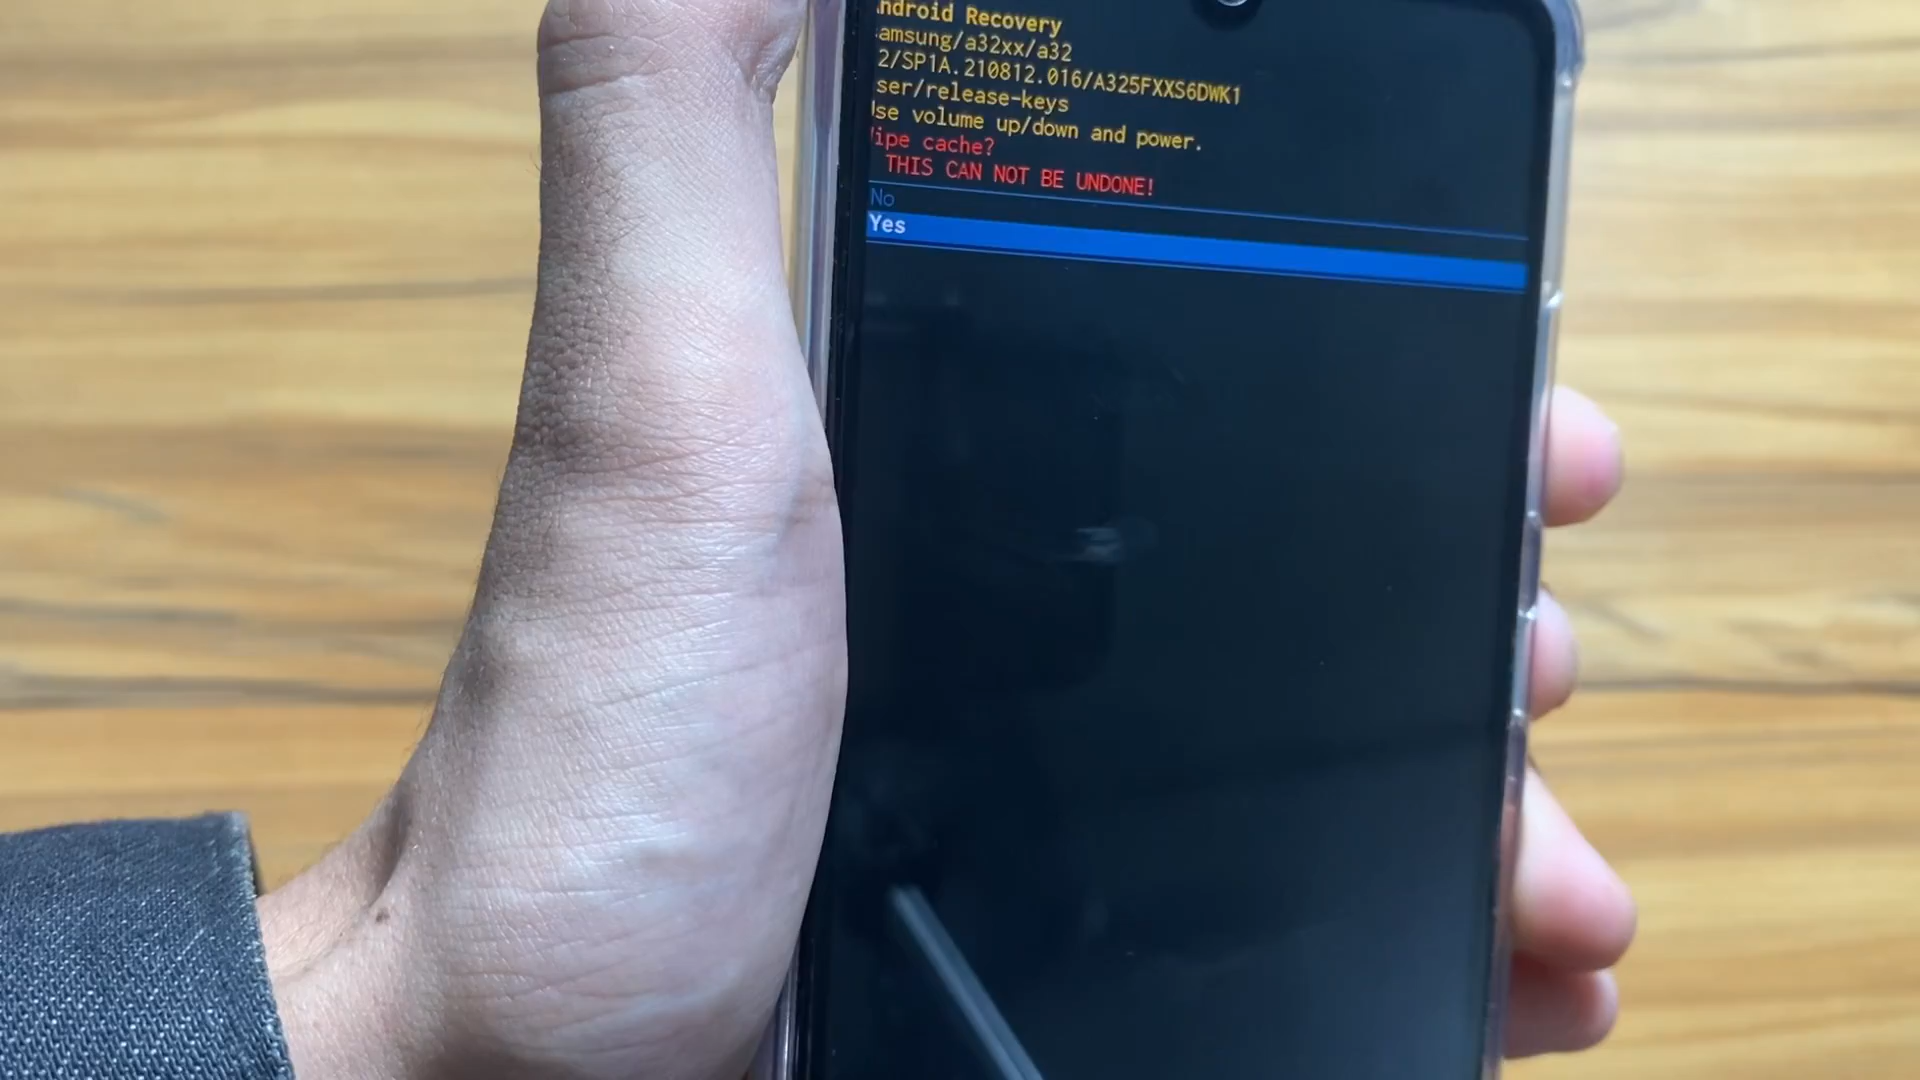 ndroid Recovery
amsung/a32xx/a32
2/SP1A.210812.016/A325FXXS6DWK1
ser/release-keys
se volume up/down and power.
ipe cache?
THIS CAN NOT BE UNDONE!
No
Yes